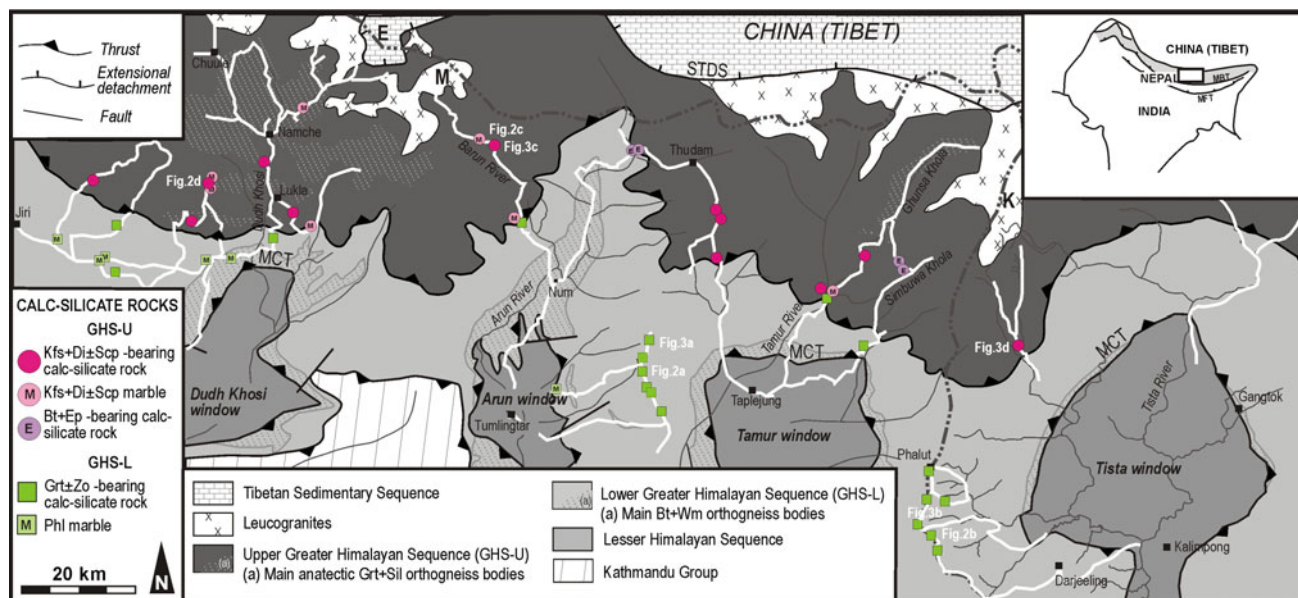 Thrust
Extensional
detachment
Fault
CALC-SILICATE ROCKS
GHS-U
Kfs+Di±Scp -bearing
calc-silicate rock
M
Kfs+Di±Scp marble
E
Bt+Ep -bearing calc-
silicate rock
GHS-L
Grt±Zo -bearing
calc-silicate rock
M
Phl marble
20 km
N
Tibetan Sedimentary Sequence
Leucogranites
(a)
Upper Greater Himalayan Sequence (GHS-U)
(a) Main anatectic Grt+Sil orthogneiss bodies
(a)
Lower Greater Himalayan Sequence (GHS-L)
(a) Main Bt+Wm orthogneiss bodies
Lesser Himalayan Sequence
Kathmandu Group
CHINA (TIBET)
NEPAL
MBT
MFT
INDIA
CHINA (TIBET)
STDS
E
M
K
Chuula
Namche
M
Fig.2c
M
Fig.3c
Barun River
E E
Thudam
Ghunsa Khola
Fig.2d
M
Dudh Khosi
Lukla
M
M
Jiri
M
M
M
M
M
MCT
Num
Arun River
E
E
Simbuwa Khola
M
Tamur River
MCT
Fig.3a
Fig.2a
M
Fig.3d
MCT
Tista River
Gangtok
Dudh Khosi
window
Arun window
Tumlingtar
Taplejung
Tamur window
Tista window
Phalut
Fig.3b
Fig.2b
Darjeeling
Kalimpong